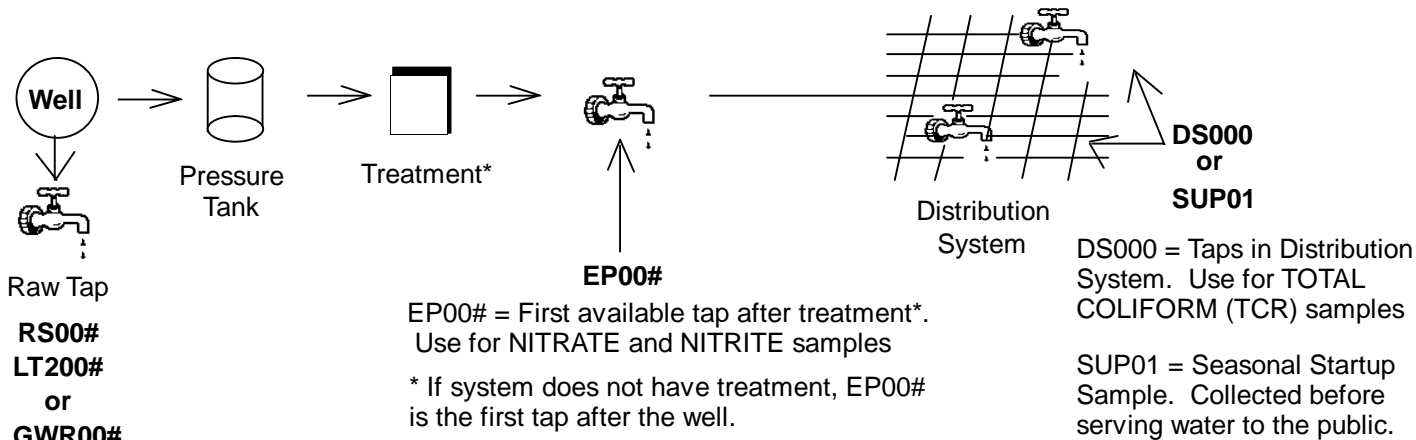 Well
Pressure
Tank
Treatment*
Raw Tap
RS00#
LT200#
or
GWR00#
EP00#
EP00# = First available tap after treatment*.
Use for NITRATE and NITRITE samples
* If system does not have treatment, EP00#
is the first tap after the well.
Distribution
System
DS000
or
SUP01
DS000 = Taps in Distribution
System. Use for TOTAL
COLIFORM (TCR) samples
SUP01 = Seasonal Startup
Sample. Collected before
serving water to the public.